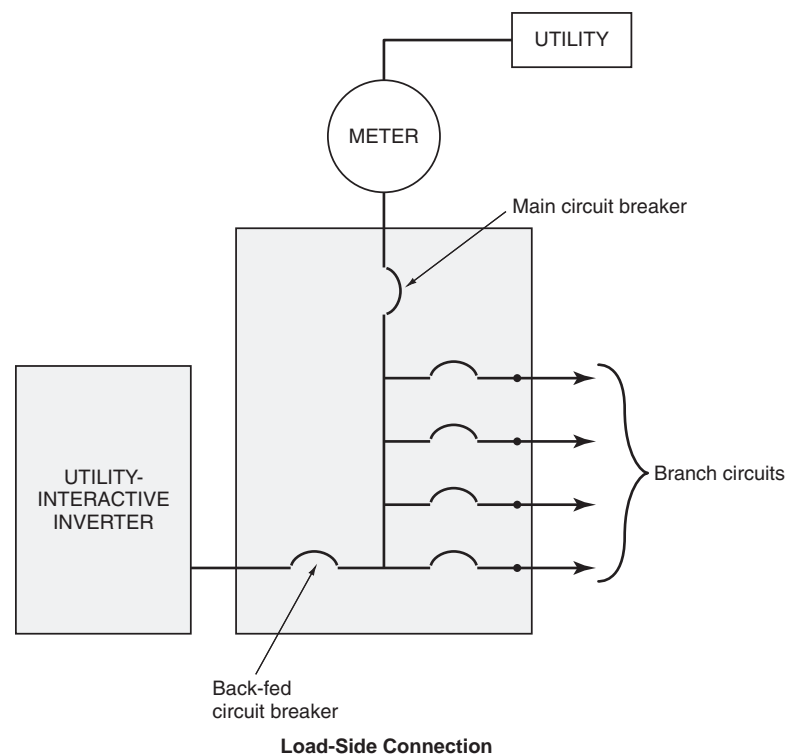 UTILITY
METER
Main circuit breaker
UTILITY-
INTERACTIVE
INVERTER
Branch circuits
Back-fed
circuit breaker
Load-Side Connection